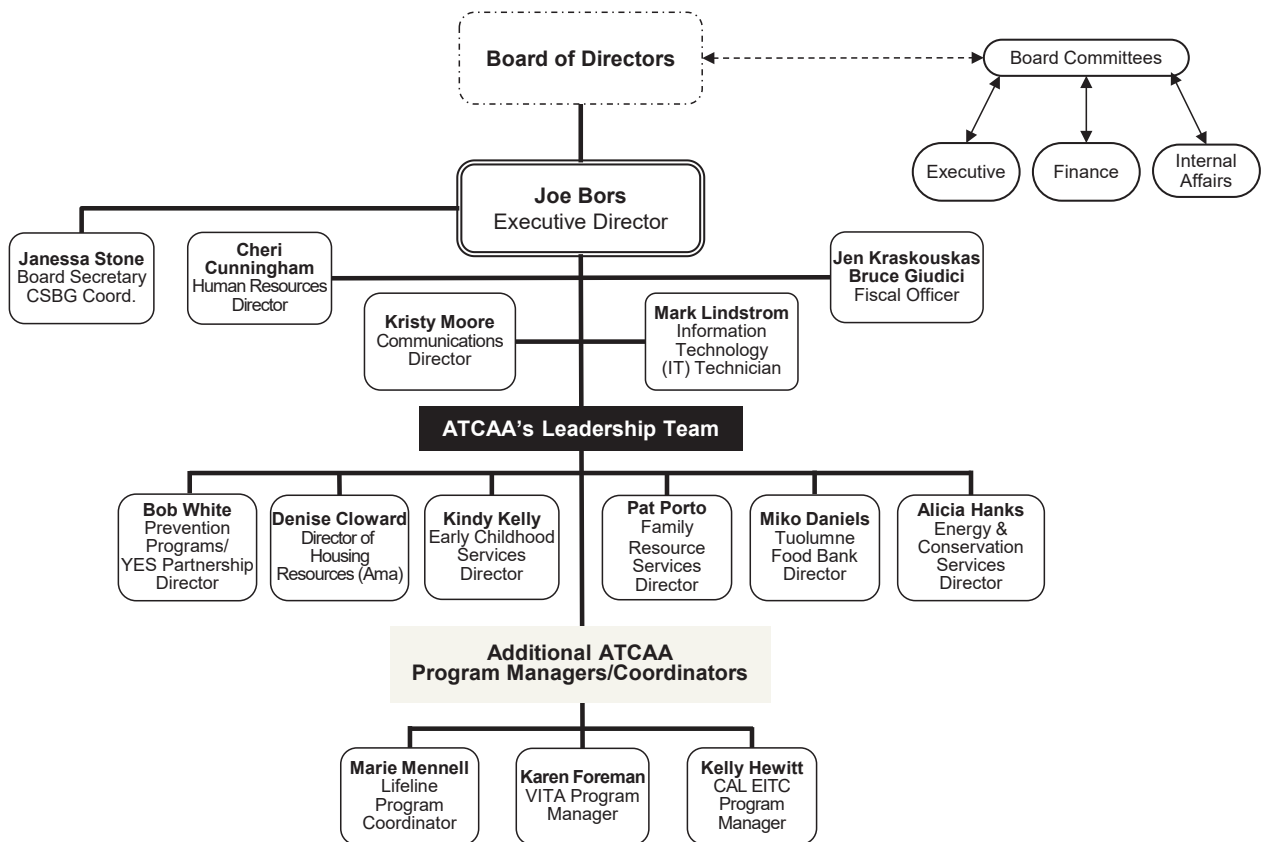 Board of Directors
Board Committees
Executive
Finance
Internal
Affairs
Joe Bors
Executive Director
Janessa Stone
Board Secretary
CSBG Coord.
Cheri
Cunningham
Human Resources
Director
Jen Kraskouskas
Bruce Giudici
Fiscal Officer
Kristy Moore
Communications
Director
Mark Lindstrom
Information
Technology
(IT) Technician
ATCAA’s Leadership Team
Bob White
Prevention
Programs/
YES Partnership
Director
Denise Cloward
Director of
Housing
Resources (Ama)
Kindy Kelly
Early Childhood
Services
Director
Pat Porto
Family
Resource
Services
Director
Miko Daniels
Tuolumne
Food Bank
Director
Alicia Hanks
Energy &
Conservation
Services
Director
Additional ATCAA
Program Managers/Coordinators
Marie Mennell
Lifeline
Program
Coordinator
Karen Foreman
VITA Program
Manager
Kelly Hewitt
CAL EITC
Program
Manager